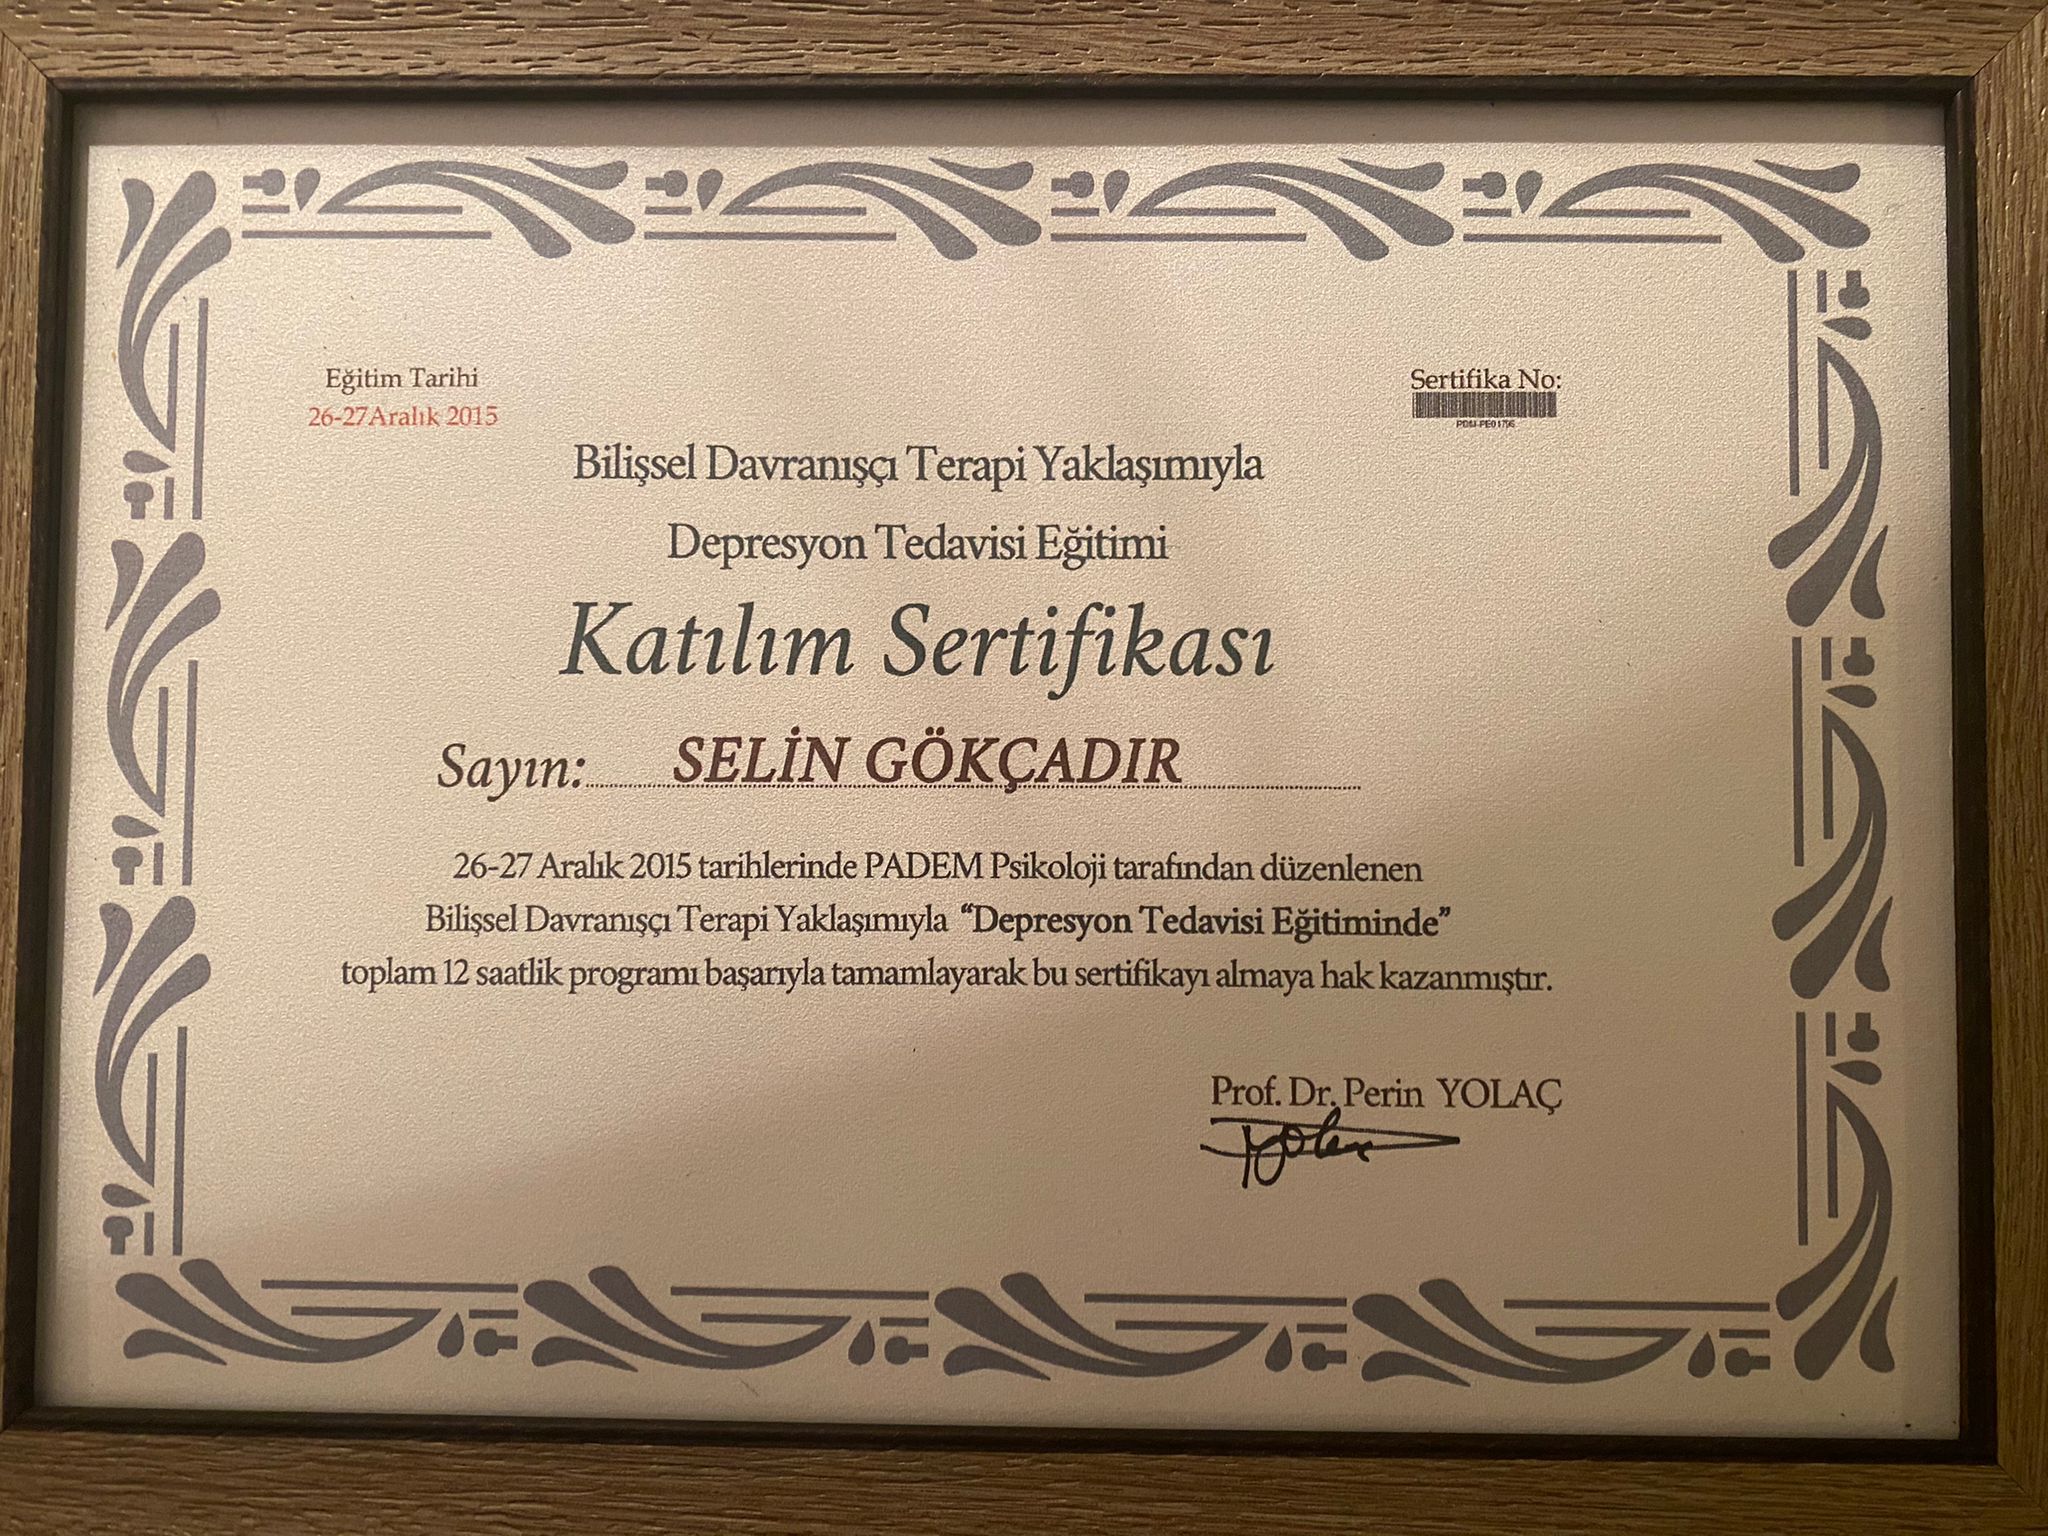 Eğitim Tarihi
26-27Aralık 2015
Sertifika No:
Bilişsel Davranışçı Terapi Yaklaşımıyla
Depresyon Tedavisi Eğitimi
Katılım Sertifikası
Sayın: SELİN GÖKÇADIR
26-27 Aralık 2015 tarihlerinde PADEM Psikoloji tarafından düzenlenen
Bilişsel Davranışçı Terapi Yaklaşımıyla “Depresyon Tedavisi Eğitiminde”
toplam 12 saatlik programı başarıyla tamamlayarak bu sertifikayı almaya hak kazanmıştır.
Prof. Dr. Perin YOLAÇ